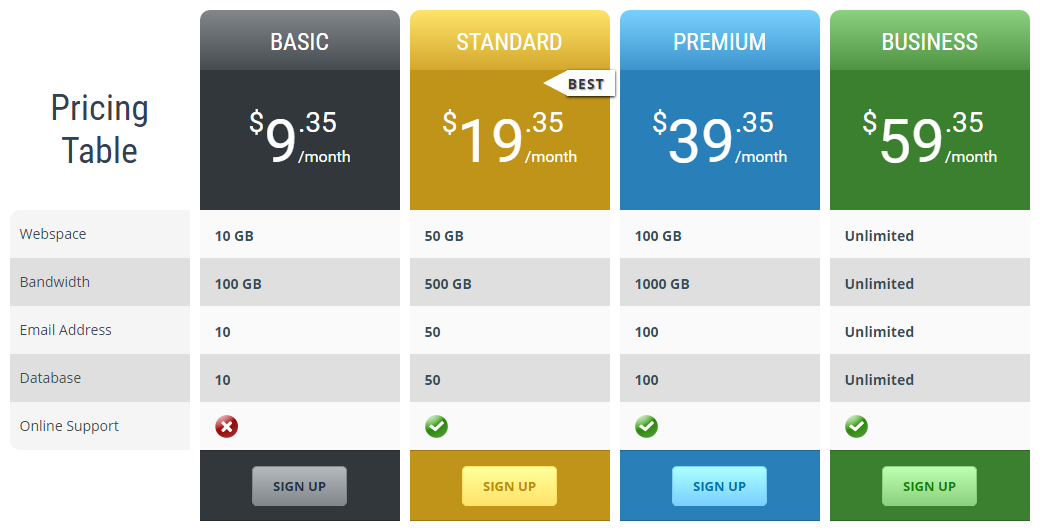 BASIC STANDARD PREMIUM BUSINESS
BEST
Pricing
Table
$9.35/month $19.35/month $39.35/month $59.35/month
Webspace 10 GB 50 GB 100 GB Unlimited
Bandwidth 100 GB 500 GB 1000 GB Unlimited
Email Address 10 50 100 Unlimited
Database 10 50 100 Unlimited
Online Support
SIGN UP SIGN UP SIGN UP SIGN UP